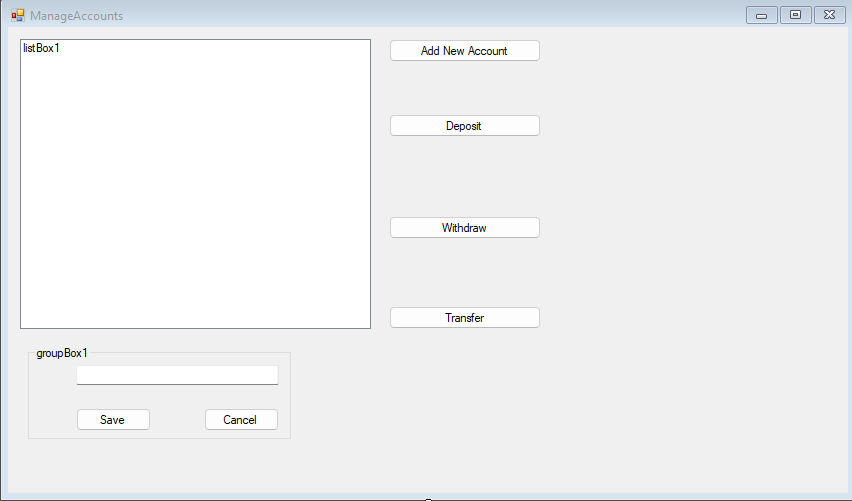 ManageAccounts
listBox1
Add New Account
Deposit
Withdraw
Transfer
groupBox1
Save
Cancel